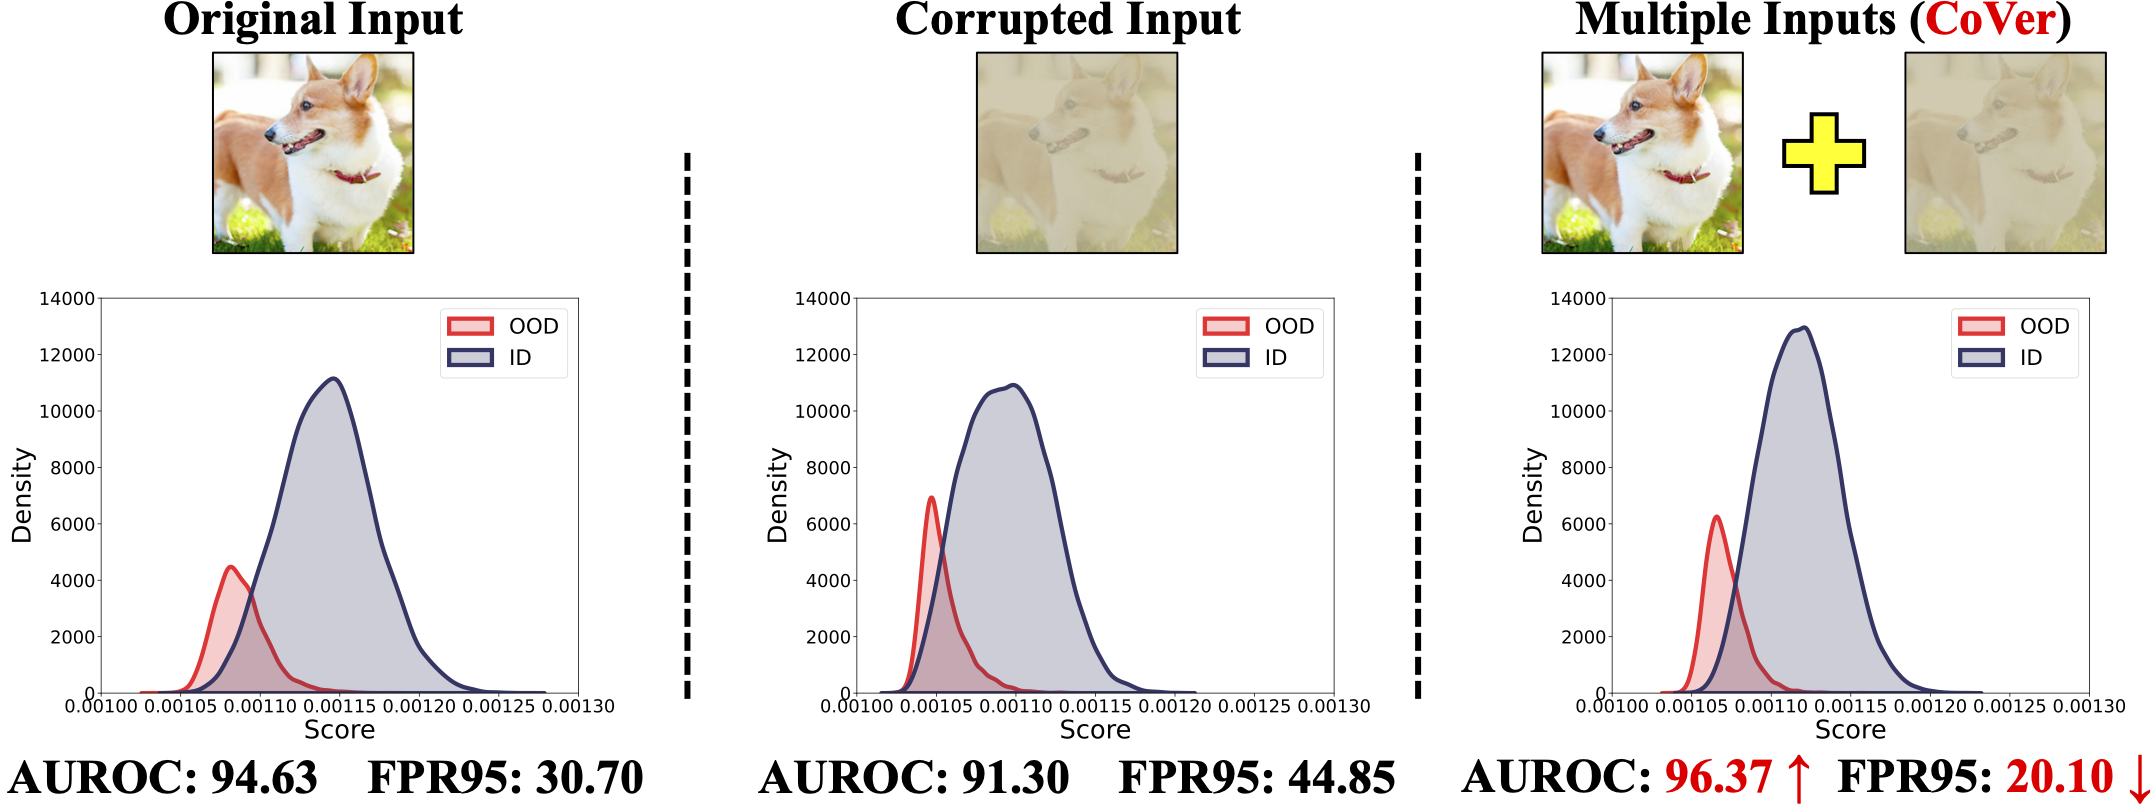 Original Input
Corrupted Input
Multiple Inputs (CoVer)
14000
12000
10000
8000
6000
4000
2000
0
Density
OOD
ID
0.00100 0.00105 0.00110 0.00115 0.00120 0.00125 0.00130
Score
14000
12000
10000
8000
6000
4000
2000
0
Density
OOD
ID
0.00100 0.00105 0.00110 0.00115 0.00120 0.00125 0.00130
Score
14000
12000
10000
8000
6000
4000
2000
0
Density
OOD
ID
0.00100 0.00105 0.00110 0.00115 0.00120 0.00125 0.00130
Score
AUROC: 94.63 FPR95: 30.70
AUROC: 91.30 FPR95: 44.85
AUROC: 96.37 ↑ FPR95: 20.10 ↓